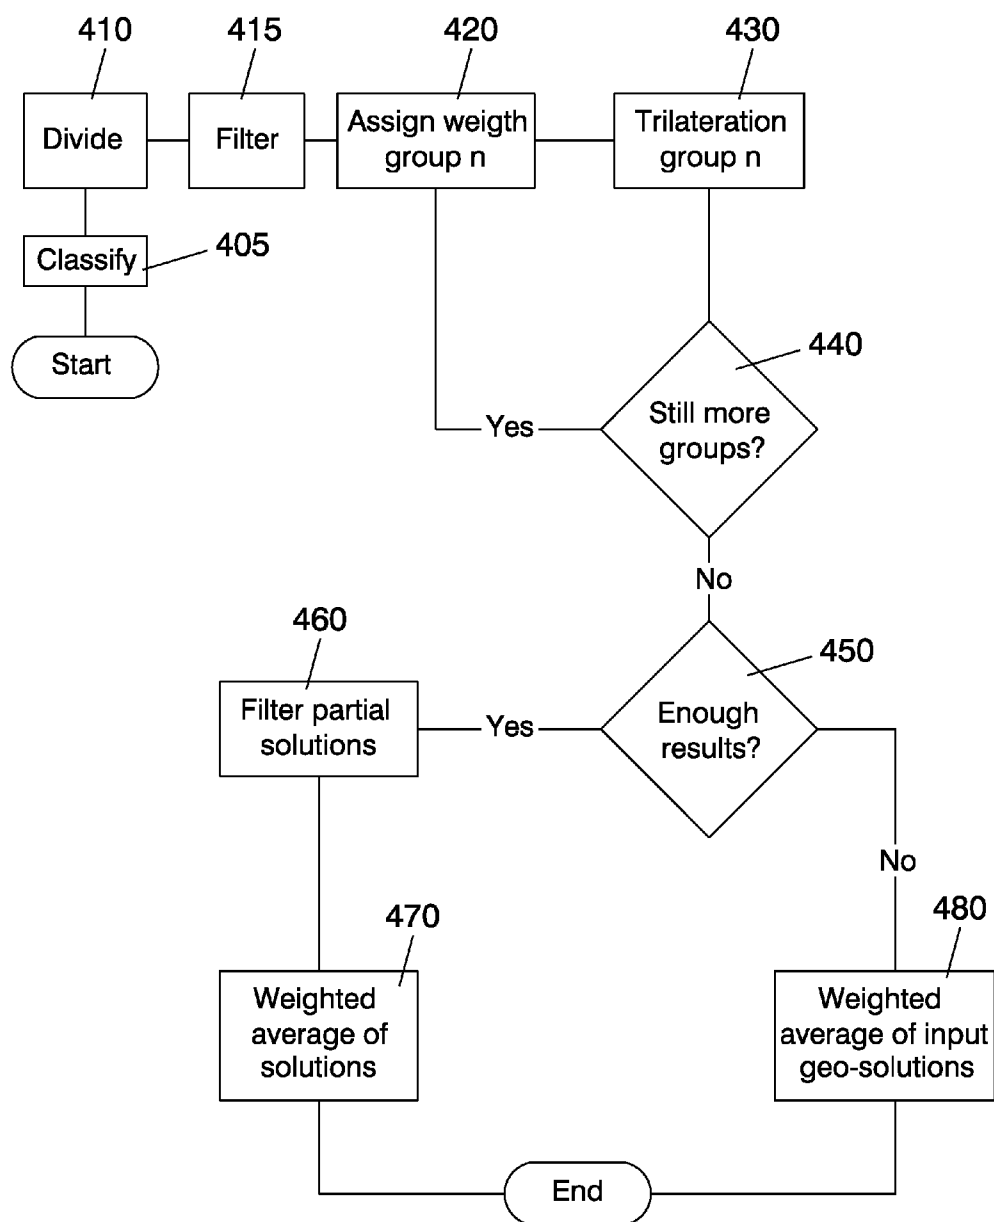 410
415
420
430
Divide
Filter
Assign weigth
group n
Trilateration
group n
Classify
405
Start
440
Still more
groups?
Yes
No
460
450
Filter partial
solutions
Yes
Enough
results?
No
470
480
Weighted
average of
solutions
Weighted
average of input
geo-solutions
End